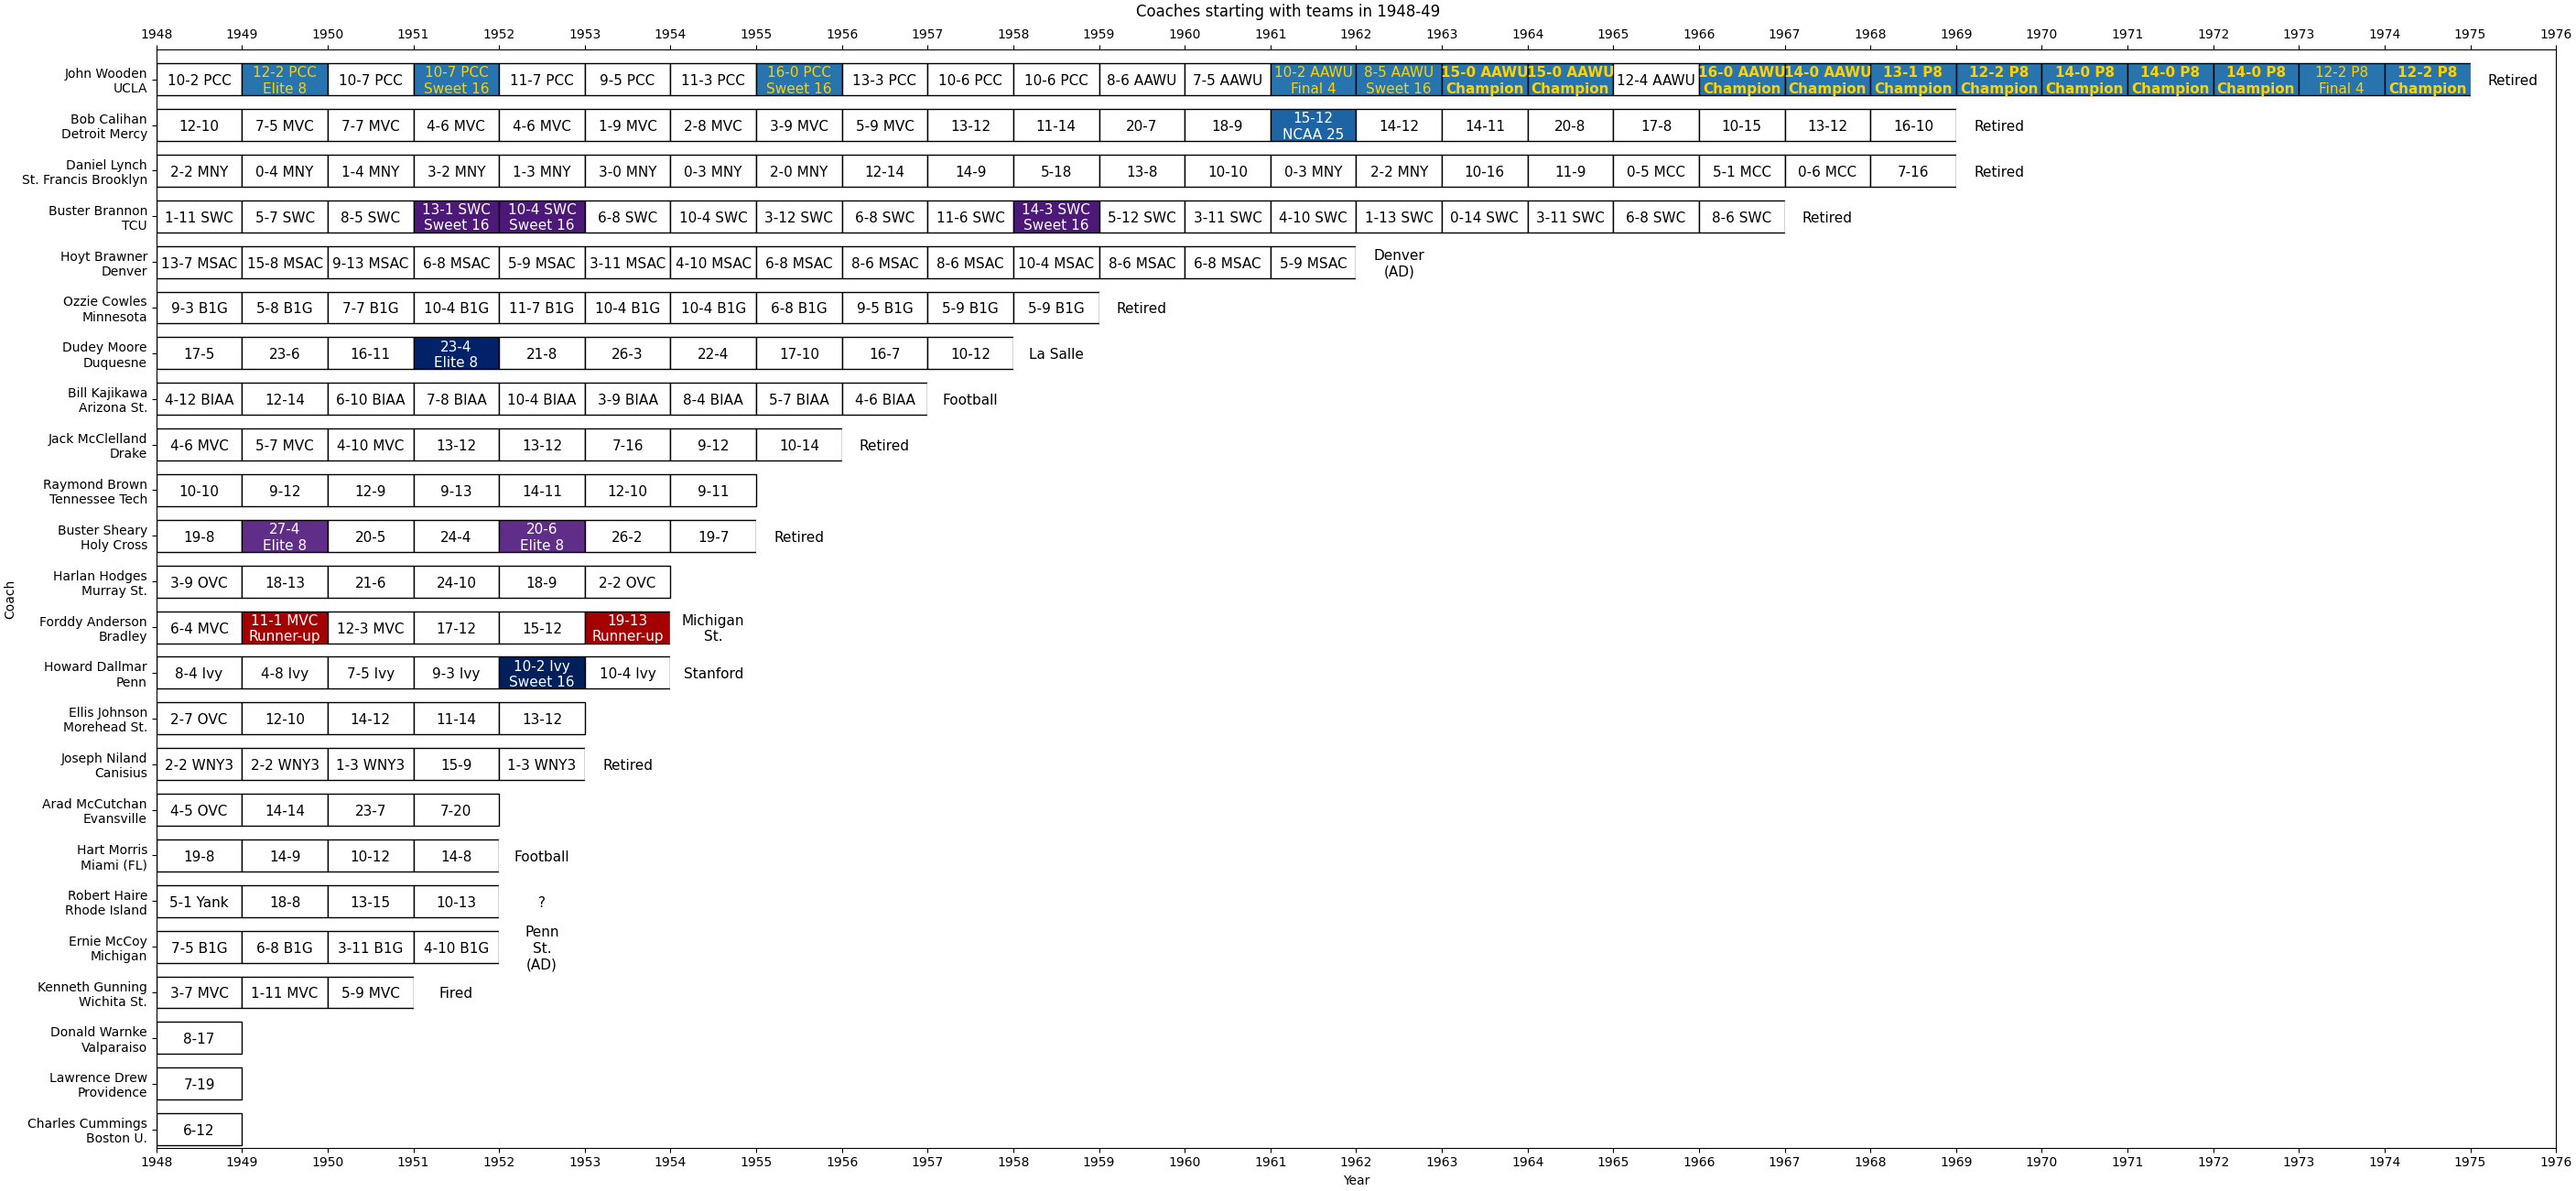 Coaches starting with teams in 1948-49
1948 1949 1950 1951 1952 1953 1954 1955 1956 1957 1958 1959 1960 1961 1962 1963 1964 1965 1966 1967 1968 1969 1970 1971 1972 1973 1974 1975 1976
John Wooden
UCLA
10-2 PCC
12-2 PCC
Elite 8
10-7 PCC
10-7 PCC
Sweet 16
11-7 PCC
9-5 PCC
11-3 PCC
16-0 PCC
Sweet 16
13-3 PCC
10-6 PCC
10-6 PCC
8-6 AAWU
7-5 AAWU
10-2 AAWU
Final 4
8-5 AAWU
Sweet 16
15-0 AAWU
Champion
15-0 AAWU
Champion
12-4 AAWU
16-0 AAWU
Champion
14-0 AAWU
Champion
13-1 P8
Champion
12-2 P8
Champion
14-0 P8
Champion
14-0 P8
Champion
14-0 P8
Champion
12-2 P8
Final 4
12-2 P8
Champion
Retired
Bob Calihan
Detroit Mercy
12-10
7-5 MVC
7-7 MVC
4-6 MVC
4-6 MVC
1-9 MVC
2-8 MVC
3-9 MVC
5-9 MVC
13-12
11-14
20-7
18-9
15-12
NCAA 25
14-12
14-11
20-8
17-8
10-15
13-12
16-10
Retired
Daniel Lynch
St. Francis Brooklyn
2-2 MNY
0-4 MNY
1-4 MNY
3-2 MNY
1-3 MNY
3-0 MNY
0-3 MNY
2-0 MNY
12-14
14-9
5-18
13-8
10-10
0-3 MNY
2-2 MNY
10-16
11-9
0-5 MCC
5-1 MCC
0-6 MCC
7-16
Retired
Buster Brannon
TCU
1-11 SWC
5-7 SWC
8-5 SWC
13-1 SWC
Sweet 16
10-4 SWC
Sweet 16
6-8 SWC
10-4 SWC
3-12 SWC
6-8 SWC
11-6 SWC
14-3 SWC
Sweet 16
5-12 SWC
3-11 SWC
4-10 SWC
1-13 SWC
0-14 SWC
3-11 SWC
6-8 SWC
8-6 SWC
Retired
Hoyt Brawner
Denver
13-7 MSAC
15-8 MSAC
9-13 MSAC
6-8 MSAC
5-9 MSAC
3-11 MSAC
4-10 MSAC
6-8 MSAC
8-6 MSAC
8-6 MSAC
10-4 MSAC
8-6 MSAC
6-8 MSAC
5-9 MSAC
Denver
(AD)
Ozzie Cowles
Minnesota
9-3 B1G
5-8 B1G
7-7 B1G
10-4 B1G
11-7 B1G
10-4 B1G
10-4 B1G
6-8 B1G
9-5 B1G
5-9 B1G
5-9 B1G
Retired
Dudey Moore
Duquesne
17-5
23-6
16-11
23-4
Elite 8
21-8
26-3
22-4
17-10
16-7
10-12
La Salle
Bill Kajikawa
Arizona St.
4-12 BIAA
12-14
6-10 BIAA
7-8 BIAA
10-4 BIAA
3-9 BIAA
8-4 BIAA
5-7 BIAA
4-6 BIAA
Football
Jack McClelland
Drake
4-6 MVC
5-7 MVC
4-10 MVC
13-12
13-12
7-16
9-12
10-14
Retired
Raymond Brown
Tennessee Tech
10-10
9-12
12-9
9-13
14-11
12-10
9-11
Buster Sheary
Holy Cross
19-8
27-4
Elite 8
20-5
24-4
20-6
Elite 8
26-2
19-7
Retired
Harlan Hodges
Murray St.
3-9 OVC
18-13
21-6
24-10
18-9
2-2 OVC
Forddy Anderson
Bradley
6-4 MVC
11-1 MVC
Runner-up
12-3 MVC
17-12
15-12
19-13
Runner-up
Michigan
St.
Howard Dallmar
Penn
8-4 Ivy
4-8 Ivy
7-5 Ivy
9-3 Ivy
10-2 Ivy
Sweet 16
10-4 Ivy
Stanford
Ellis Johnson
Morehead St.
2-7 OVC
12-10
14-12
11-14
13-12
Joseph Niland
Canisius
2-2 WNY3
2-2 WNY3
1-3 WNY3
15-9
1-3 WNY3
Retired
Arad McCutchan
Evansville
4-5 OVC
14-14
23-7
7-20
Hart Morris
Miami (FL)
19-8
14-9
10-12
14-8
Football
Robert Haire
Rhode Island
5-1 Yank
18-8
13-15
10-13
?
Ernie McCoy
Michigan
7-5 B1G
6-8 B1G
3-11 B1G
4-10 B1G
Penn
St.
(AD)
Kenneth Gunning
Wichita St.
3-7 MVC
1-11 MVC
5-9 MVC
Fired
Donald Warnke
Valparaiso
8-17
Lawrence Drew
Providence
7-19
Charles Cummings
Boston U.
6-12
Coach
1948 1949 1950 1951 1952 1953 1954 1955 1956 1957 1958 1959 1960 1961 1962 1963 1964 1965 1966 1967 1968 1969 1970 1971 1972 1973 1974 1975 1976
Year